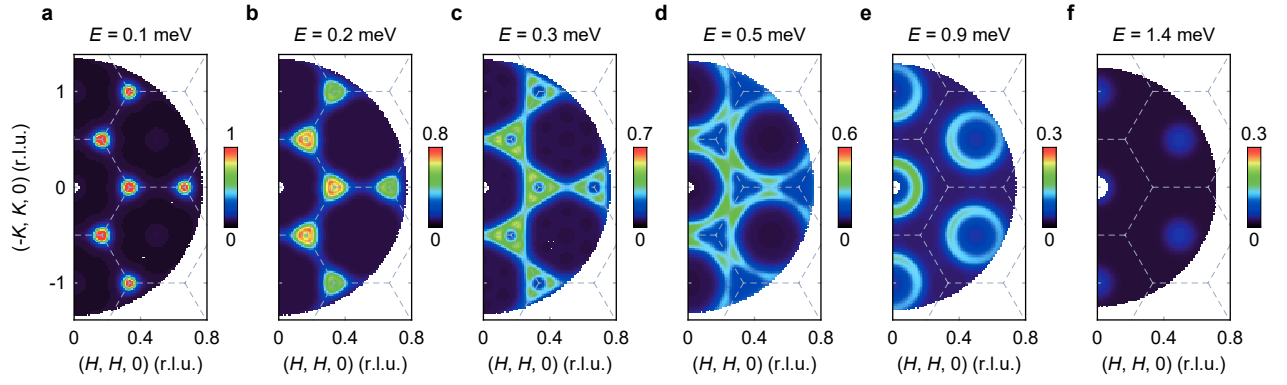 a b c d e f
E = 0.1 meV E = 0.2 meV E = 0.3 meV E = 0.5 meV E = 0.9 meV E = 1.4 meV
1
1 0.8 0.7 0.6 0.3 0.3
(-K, K, 0) (r.l.u.)
0
0 0 0 0 0 0
-1
0 0.4 0.8 0 0.4 0.8 0 0.4 0.8 0 0.4 0.8 0 0.4 0.8 0 0.4 0.8
(H, H, 0) (r.l.u.) (H, H, 0) (r.l.u.) (H, H, 0) (r.l.u.) (H, H, 0) (r.l.u.) (H, H, 0) (r.l.u.) (H, H, 0) (r.l.u.)